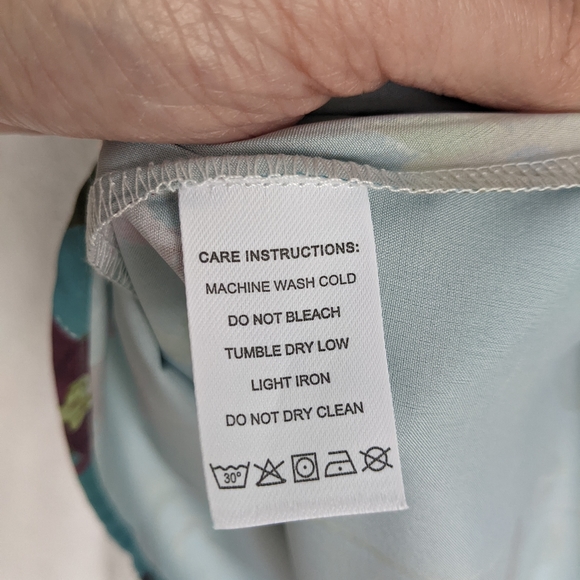 CARE INSTRUCTIONS:
MACHINE WASH COLD
DO NOT BLEACH
TUMBLE DRY LOW
LIGHT IRON
DO NOT DRY CLEAN
30°